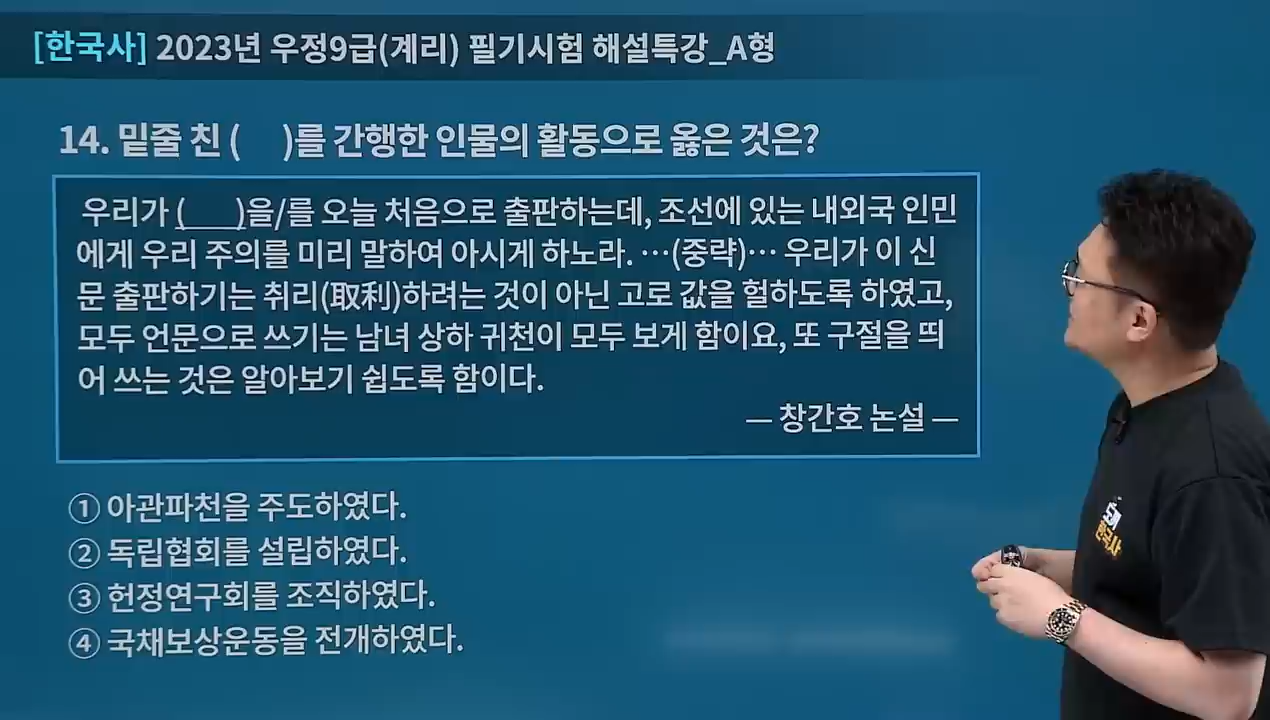 [한국사] 2023년 우정9급(계리) 필기시험 해설특강_A형
14. 밑줄 친 (     )를 간행한 인물의 활동으로 옳은 것은?
우리가 (     )을/를 오늘 처음으로 출판하는데, 조선에 있는 내외국 인민
에게 우리 주의를 미리 말하여 아시게 하노라. …(중략)… 우리가 이 신
문 출판하기는 취리(取利)하려는 것이 아닌 고로 값을 헐하도록 하였고,
모두 언문으로 쓰기는 남녀 상하 귀천이 모두 보게 함이요, 또 구절을 띄
어 쓰는 것은 알아보기 쉽도록 함이다.
— 창간호 논설 —
① 아관파천을 주도하였다.
② 독립협회를 설립하였다.
③ 헌정연구회를 조직하였다.
④ 국채보상운동을 전개하였다.
한국사